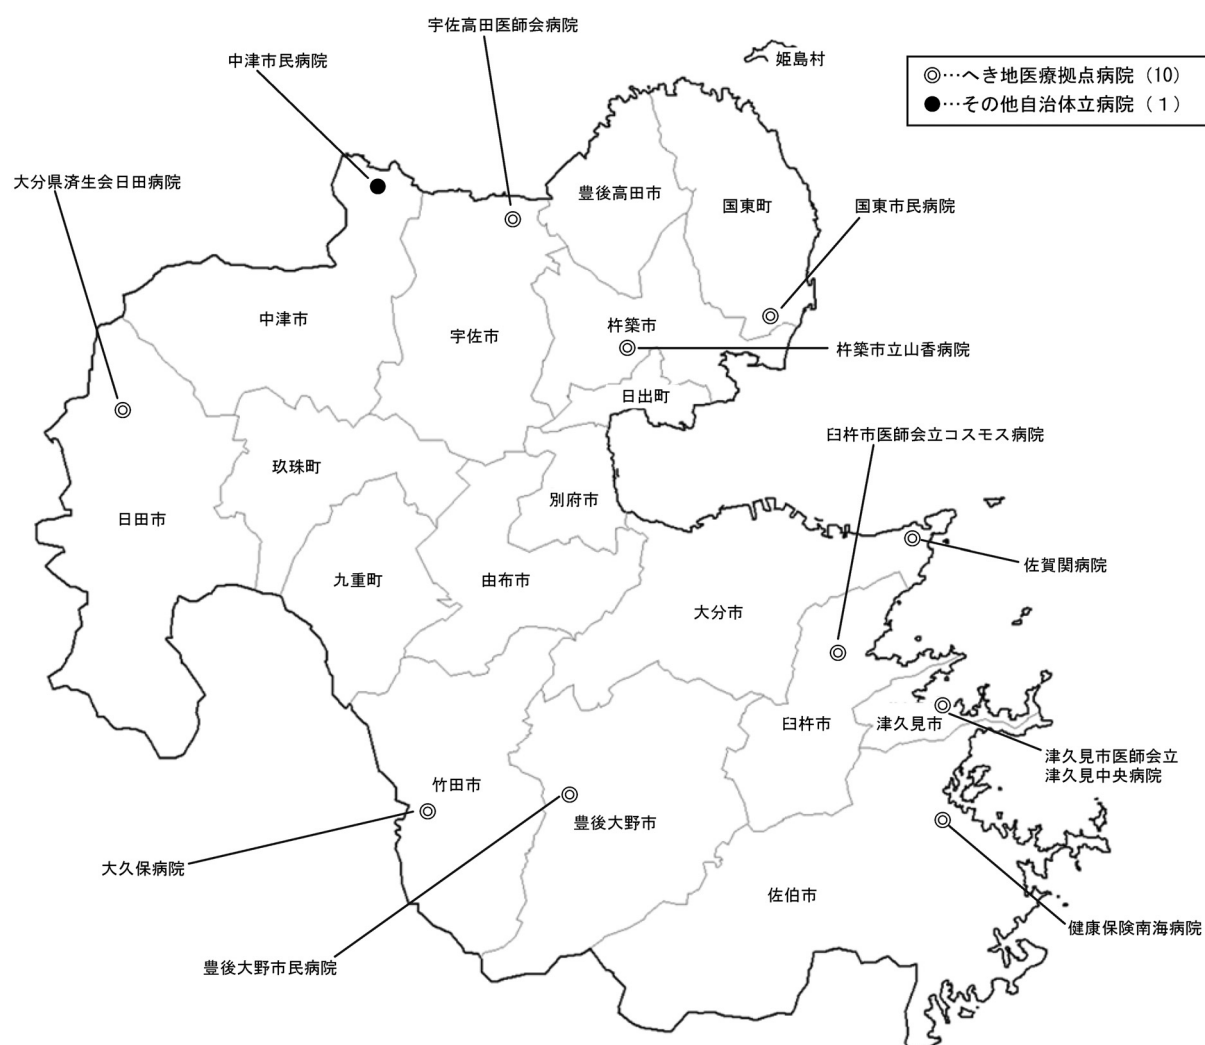 宇佐高田医師会病院
中津市民病院
姫島村
◎…へき地医療拠点病院（10）
●…その他自治体立病院（１）
大分県済生会日田病院
豊後高田市
国東町
国東市民病院
中津市
宇佐市
杵築市
杵築市立山香病院
日出町
臼杵市医師会立コスモス病院
玖珠町
別府市
日田市
佐賀関病院
九重町
由布市
大分市
臼杵市
津久見市
津久見市医師会立
津久見中央病院
竹田市
豊後大野市
大久保病院
佐伯市
健康保険南海病院
豊後大野市民病院